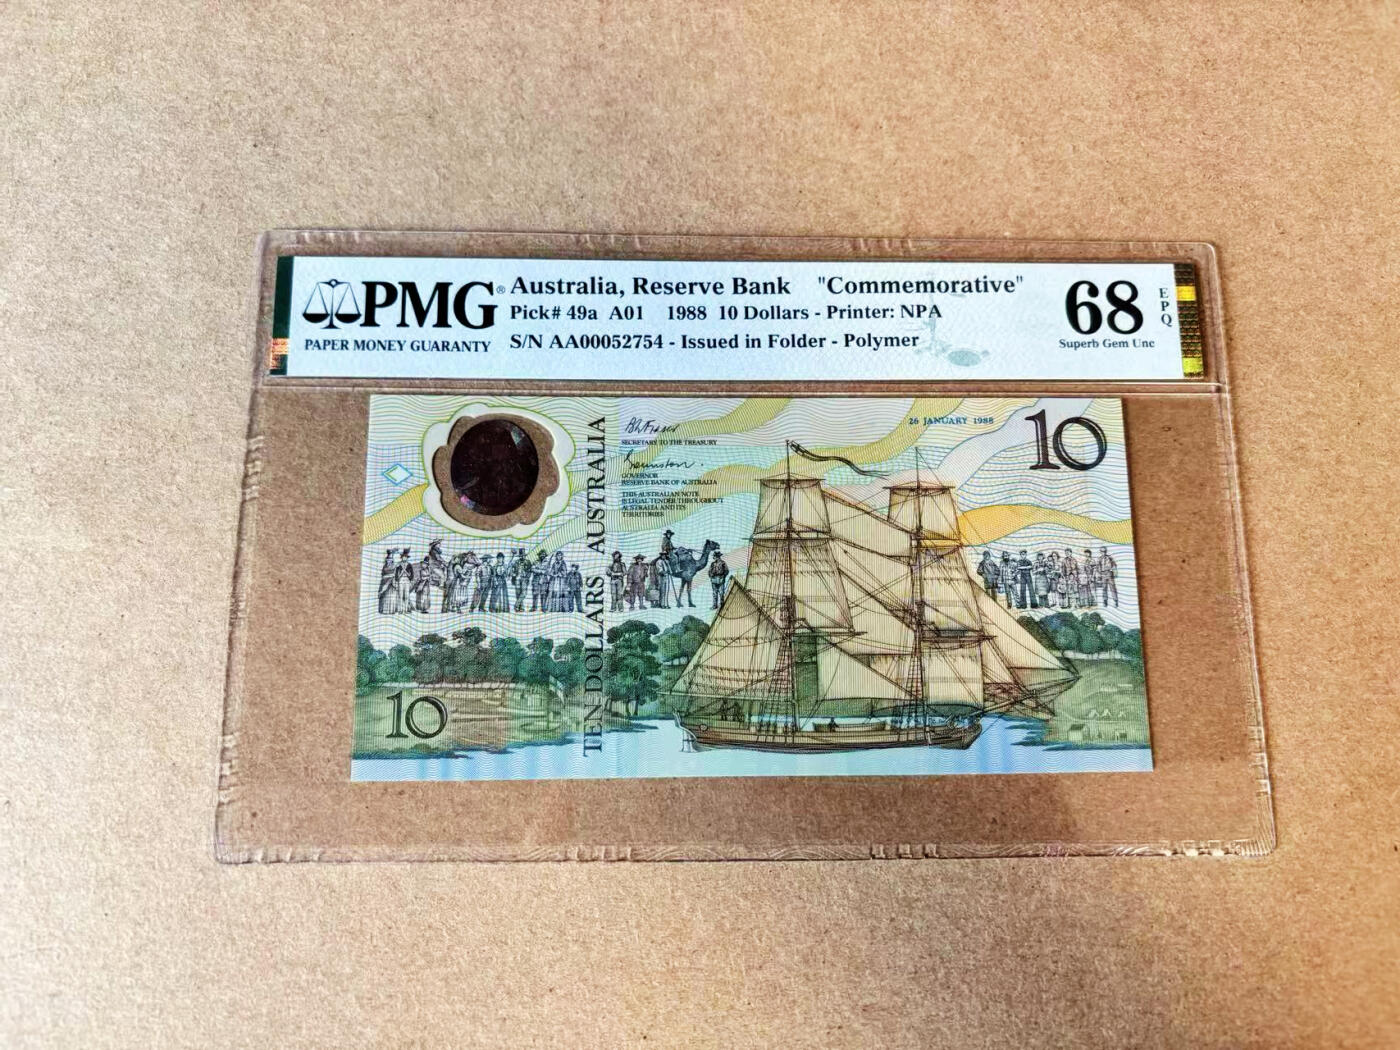 PMG®
PAPER MONEY GUARANTY
Australia, Reserve Bank "Commemorative"
Pick# 49a A01 1988 10 Dollars - Printer: NPA
S/N AA00052754 - Issued in Folder - Polymer
68
EPQ
Superb Gem Unc
SECRETARY TO THE TREASURY
GOVERNOR
RESERVE BANK OF AUSTRALIA
THIS AUSTRALIAN NOTE
IS LEGAL TENDER THROUGHOUT
AUSTRALIA AND ITS
TERRITORIES
26 JANUARY 1988
10
TEN DOLLARS AUSTRALIA
10